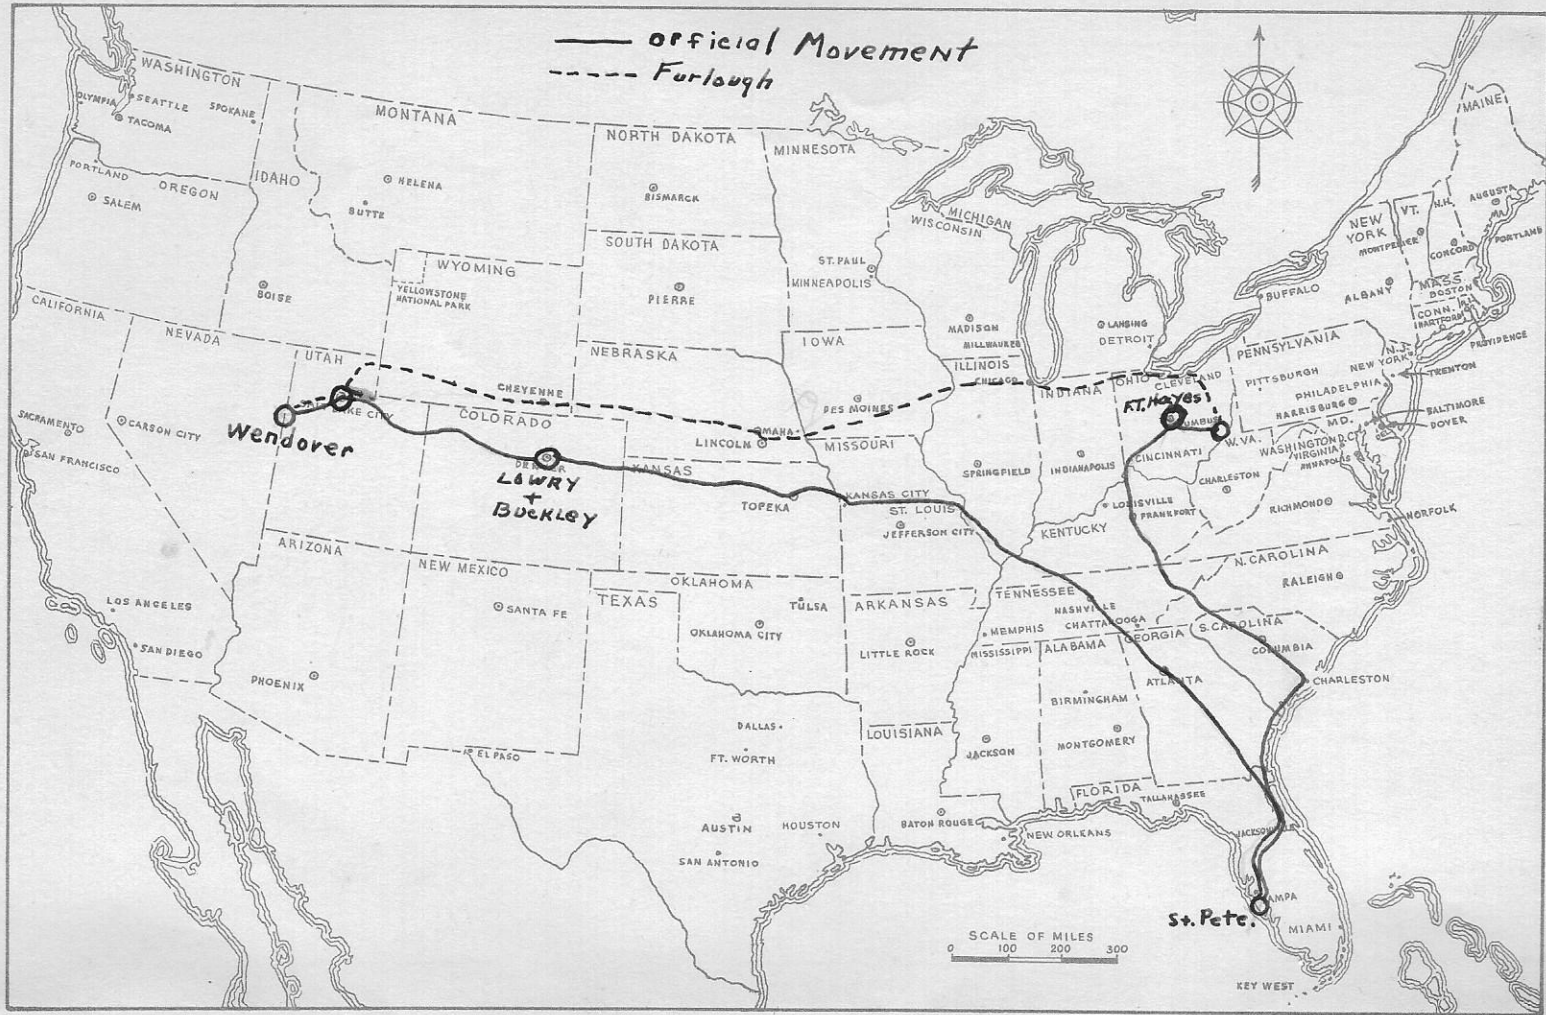 Official Movement
Furlough
WASHINGTON
OLYMPIA
SEATTLE
SPOKANE
TACOMA
MONTANA
NORTH DAKOTA
MINNESOTA
MAINE
PORTLAND
OREGON
IDAHO
HELENA
BUTTE
BISMARCK
SALEM
MICHIGAN
WISCONSIN
NEW
YORK
VT.
N.H.
AUGUSTA
MONTPELIER
CONCORD
PORTLAND
SOUTH DAKOTA
WYOMING
YELLOWSTONE
NATIONAL PARK
ST. PAUL
MINNEAPOLIS
BOISE
PIERRE
BUFFALO
ALBANY
MASS.
BOSTON
CONN.
HARTFORD
PROVIDENCE
CALIFORNIA
NEVADA
UTAH
NEBRASKA
IOWA
MADISON
MILLWAUKEE
LANSING
DETROIT
ILLINOIS
CHICAGO
INDIANA
OHIO
CLEVELAND
PENNSYLVANIA
PITTSBURGH
N.J.
NEW YORK
TRENTON
PHILADELPHIA
HARRISBURG
BALTIMORE
DOVER
MD.
CHEYENNE
DES MOINES
OMAHA
LINCOLN
LAKE CITY
COLORADO
Ft. Hayes
W.VA.
WASHINGTON D.C.
VIRGINIA
ANNAPOLIS
SACRAMENTO
CARSON CITY
SAN FRANCISCO
Wendover
MISSOURI
SPRINGFIELD
INDIANAPOLIS
CINCINNATI
CHARLESTON
LOWRY
+
BUCKLEY
KANSAS
TOPEKA
KANSAS CITY
ST. LOUIS
JEFFERSON CITY
LOUISVILLE
FRANKFORT
KENTUCKY
RICHMOND
NORFOLK
ARIZONA
NEW MEXICO
OKLAHOMA
TEXAS
TULSA
ARKANSAS
TENNESSEE
NASHVILLE
CHATTANOOGA
N. CAROLINA
RALEIGH
LOS ANGELES
SANTA FE
OKLAHOMA CITY
LITTLE ROCK
MEMPHIS
MISSISSIPPI
ALABAMA
GEORGIA
S. CAROLINA
COLUMBIA
SAN DIEGO
PHOENIX
ATLANTA
CHARLESTON
BIRMINGHAM
MONTGOMERY
DALLAS
FT. WORTH
EL PASO
LOUISIANA
JACKSON
FLORIDA
TALLAHASSEE
AUSTIN
HOUSTON
BATON ROUGE
NEW ORLEANS
SAN ANTONIO
St. Pete.
MIAMI
KEY WEST
SCALE OF MILES
0 100 200 300